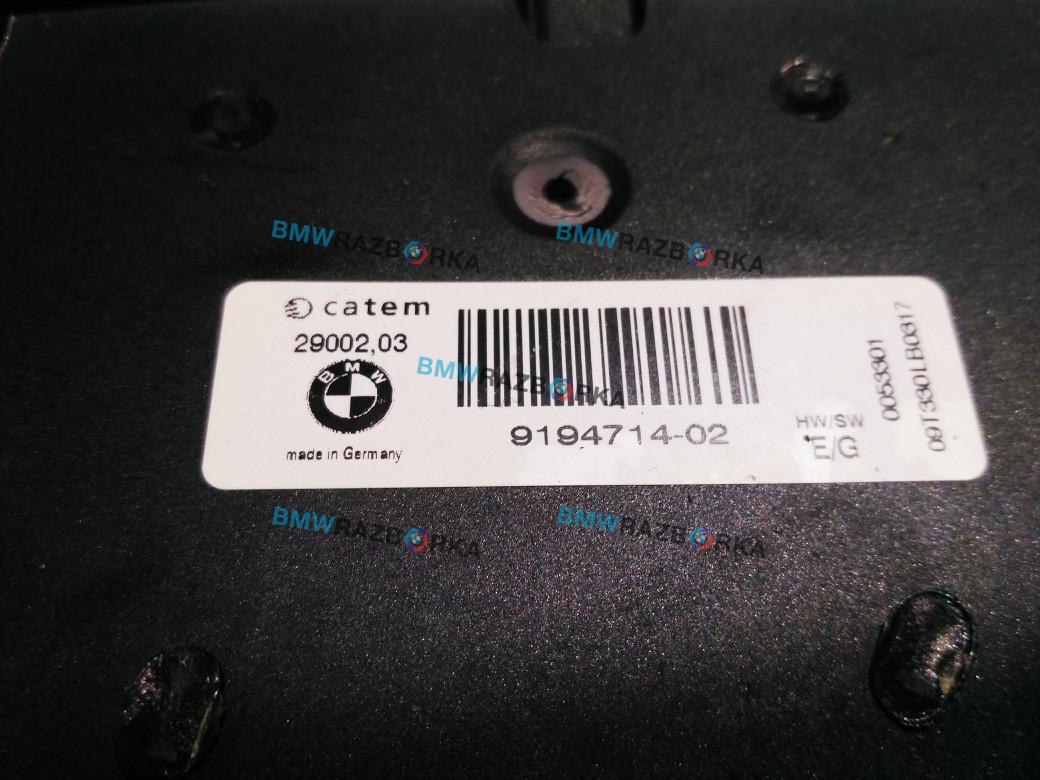 BMWRAZBORKA
BMWRAZBORKA
catem
29002,03
BMW
made in Germany
BMWRAZBORKA
9194714-02
HW/SW
E/G
0053301
09T330LB0317
BMWRAZBORKA
BMWRAZBORKA